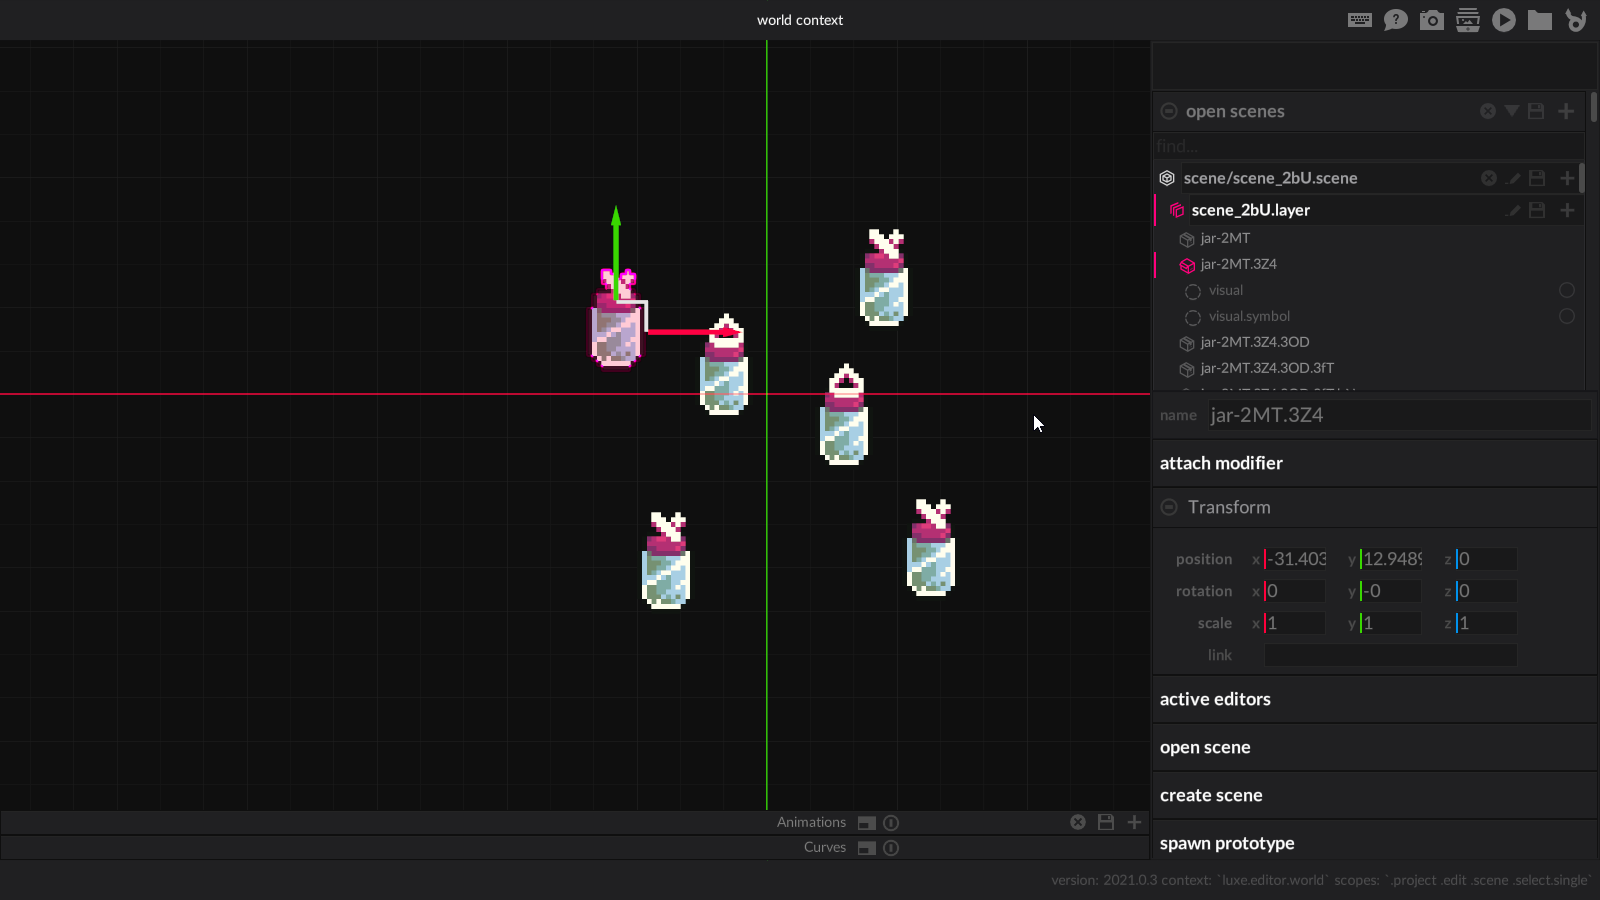 world context
open scenes
find...
scene/scene_2bU.scene
scene_2bU.layer
jar-2MT
jar-2MT.3Z4
visual
visual.symbol
jar-2MT.3Z4.3OD
jar-2MT.3Z4.3OD.3fT
name jar-2MT.3Z4
attach modifier
Transform
position x -31.403 y 12.9489 z 0
rotation x 0 y -0 z 0
scale x 1 y 1 z 1
link
active editors
open scene
create scene
spawn prototype
Animations
Curves
version: 2021.0.3 context: `luxe.editor.world` scopes: `.project .edit .scene .select.single`